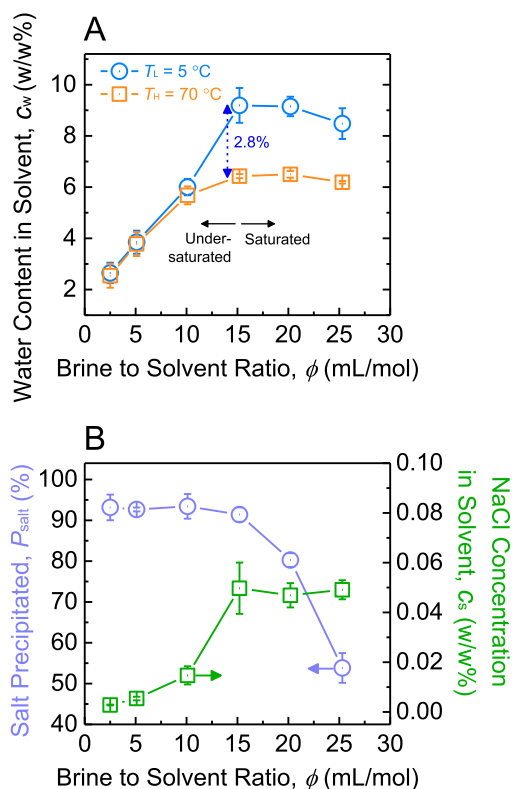 A
Water Content in Solvent, cw (w/w%)
TL = 5 °C
TH = 70 °C
10
8
6
4
2
2.8%
Under-
saturated
Saturated
0 5 10 15 20 25 30
Brine to Solvent Ratio, ϕ (mL/mol)
B
Salt Precipitated, Psalt (%)
100
90
80
70
60
50
40
0.10
0.08
0.06
0.04
0.02
0.00
NaCl Concentration
in Solvent, cs (w/w%)
0 5 10 15 20 25 30
Brine to Solvent Ratio, ϕ (mL/mol)